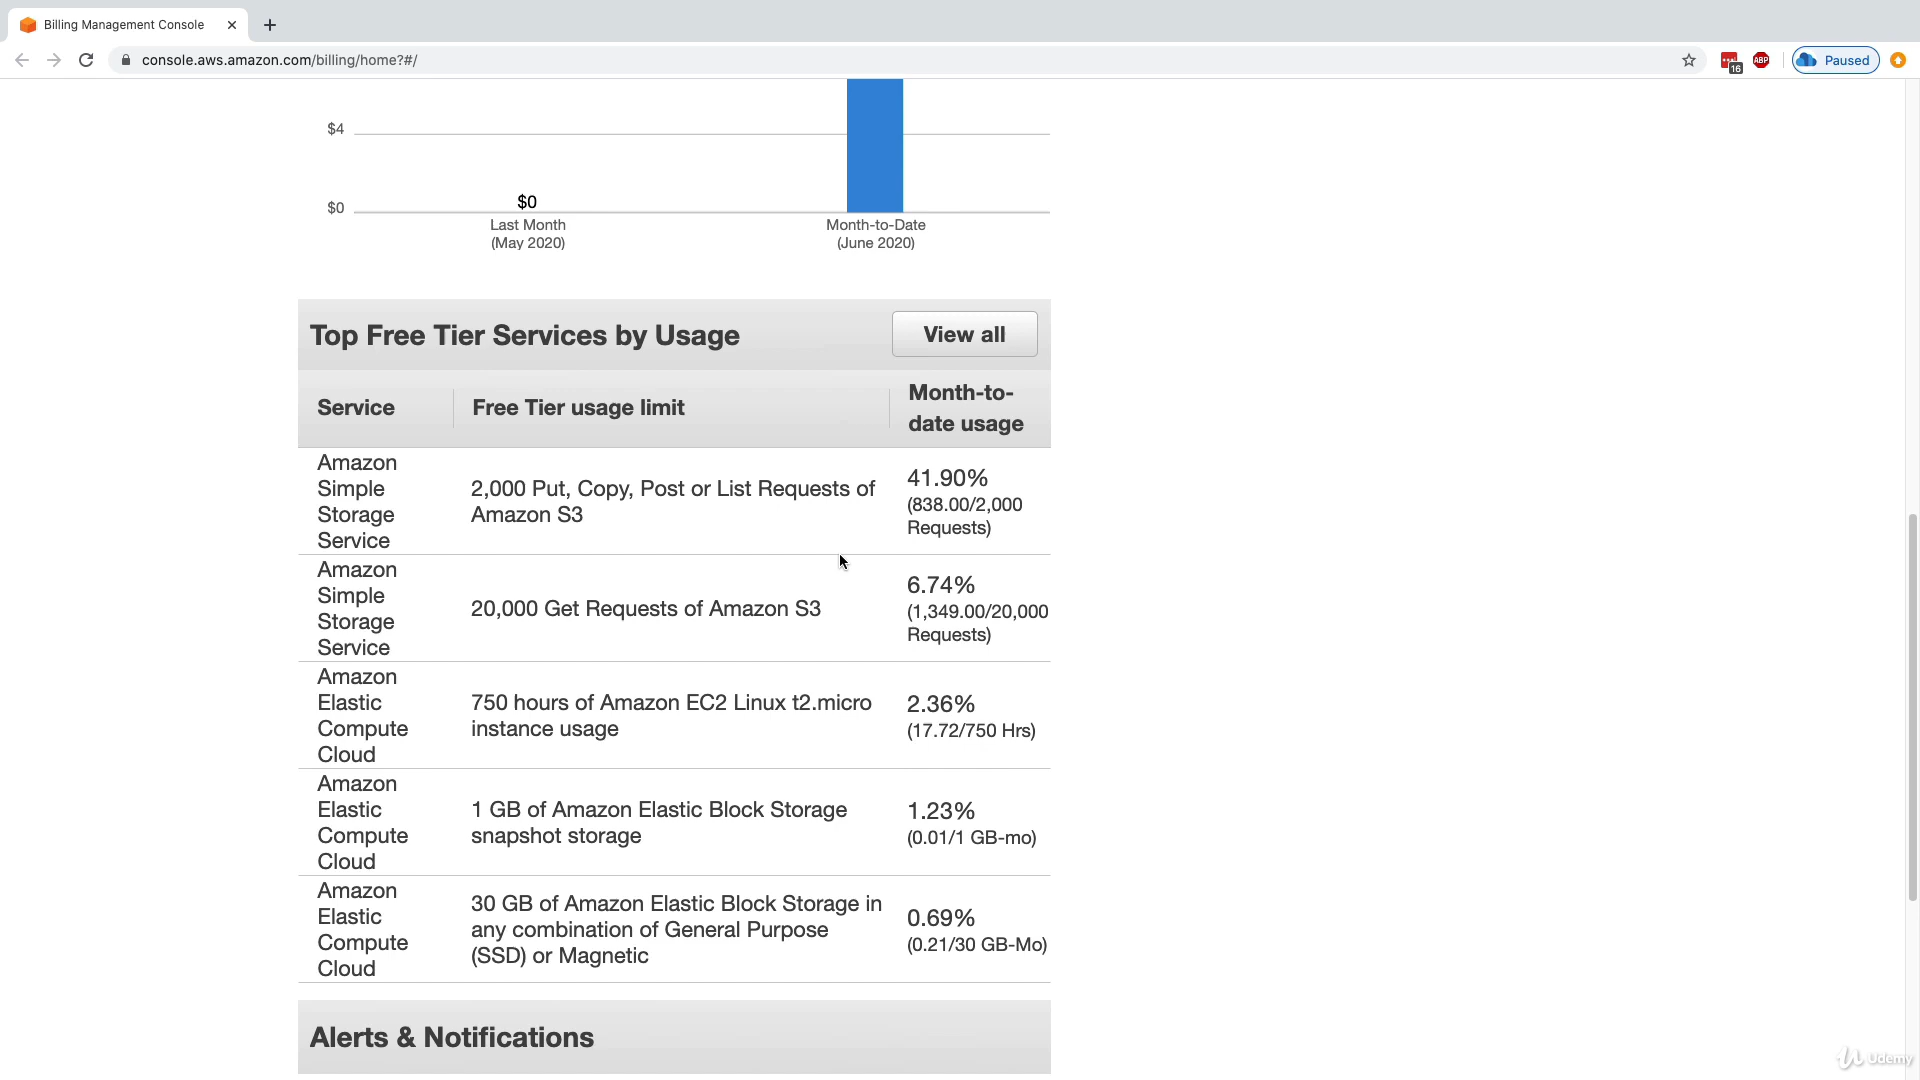 Billing Management Console
console.aws.amazon.com/billing/home?#/
16
ABP
Paused
$4
$0
$0
Last Month
(May 2020)
Month-to-Date
(June 2020)
Top Free Tier Services by Usage
View all
Service
Free Tier usage limit
Month-to-
date usage
Amazon
Simple
Storage
Service
2,000 Put, Copy, Post or List Requests of
Amazon S3
41.90%
(838.00/2,000
Requests)
Amazon
Simple
Storage
Service
20,000 Get Requests of Amazon S3
6.74%
(1,349.00/20,000
Requests)
Amazon
Elastic
Compute
Cloud
750 hours of Amazon EC2 Linux t2.micro
instance usage
2.36%
(17.72/750 Hrs)
Amazon
Elastic
Compute
Cloud
1 GB of Amazon Elastic Block Storage
snapshot storage
1.23%
(0.01/1 GB-mo)
Amazon
Elastic
Compute
Cloud
30 GB of Amazon Elastic Block Storage in
any combination of General Purpose
(SSD) or Magnetic
0.69%
(0.21/30 GB-Mo)
Alerts & Notifications
Udemy